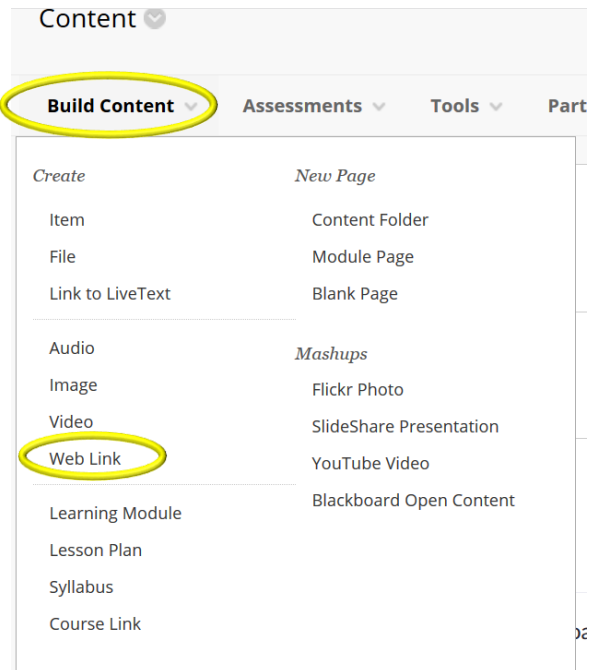 Content
Build Content Assessments Tools Part
Create
Item
File
Link to LiveText
Audio
Image
Video
Web Link
Learning Module
Lesson Plan
Syllabus
Course Link
New Page
Content Folder
Module Page
Blank Page
Mashups
Flickr Photo
SlideShare Presentation
YouTube Video
Blackboard Open Content